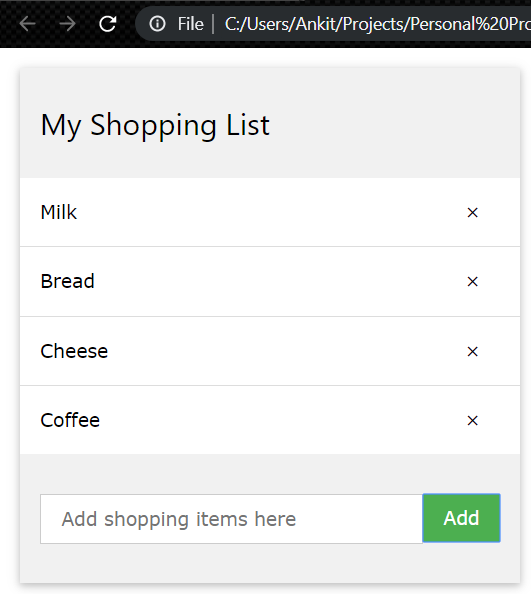 File | C:/Users/Ankit/Projects/Personal%20Pro
My Shopping List
Milk ×
Bread ×
Cheese ×
Coffee ×
Add shopping items here Add